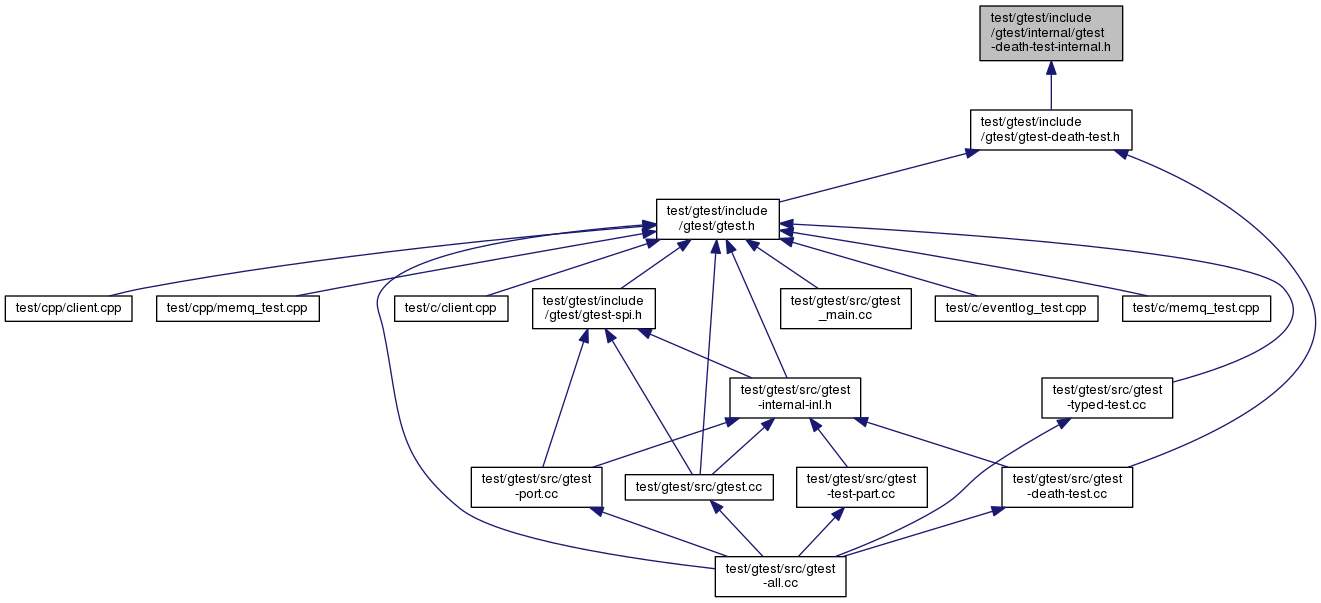 test/gtest/include
/gtest/internal/gtest
-death-test-internal.h
test/gtest/include
/gtest/gtest-death-test.h
test/gtest/include
/gtest/gtest.h
test/cpp/client.cpp
test/cpp/memq_test.cpp
test/c/client.cpp
test/gtest/include
/gtest/gtest-spi.h
test/gtest/src/gtest
_main.cc
test/c/eventlog_test.cpp
test/c/memq_test.cpp
test/gtest/src/gtest
-internal-inl.h
test/gtest/src/gtest
-typed-test.cc
test/gtest/src/gtest
-port.cc
test/gtest/src/gtest.cc
test/gtest/src/gtest
-test-part.cc
test/gtest/src/gtest
-death-test.cc
test/gtest/src/gtest
-all.cc